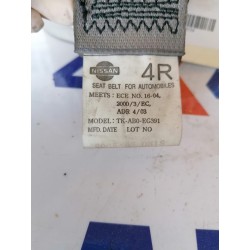 NISSAN
4R
SEAT BELT FOR AUTOMOBILES
MEETS: ECE. NO. 16-04,
2000/3/EC,
ADR 4/03
MODEL: TK-AB0-EG391
MFD. DATE LOT NO